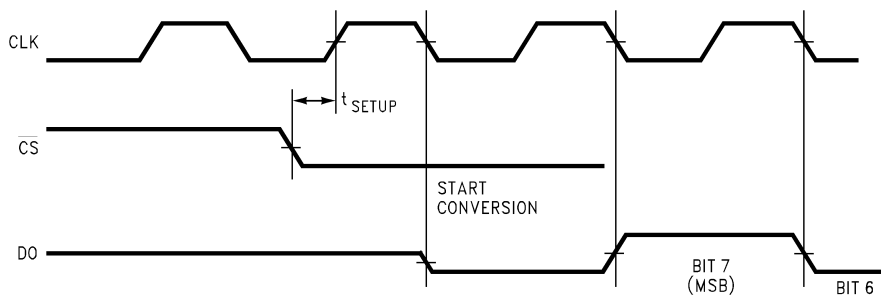 CLK
t SETUP
CS
START
CONVERSION
DO
BIT 7
(MSB)
BIT 6